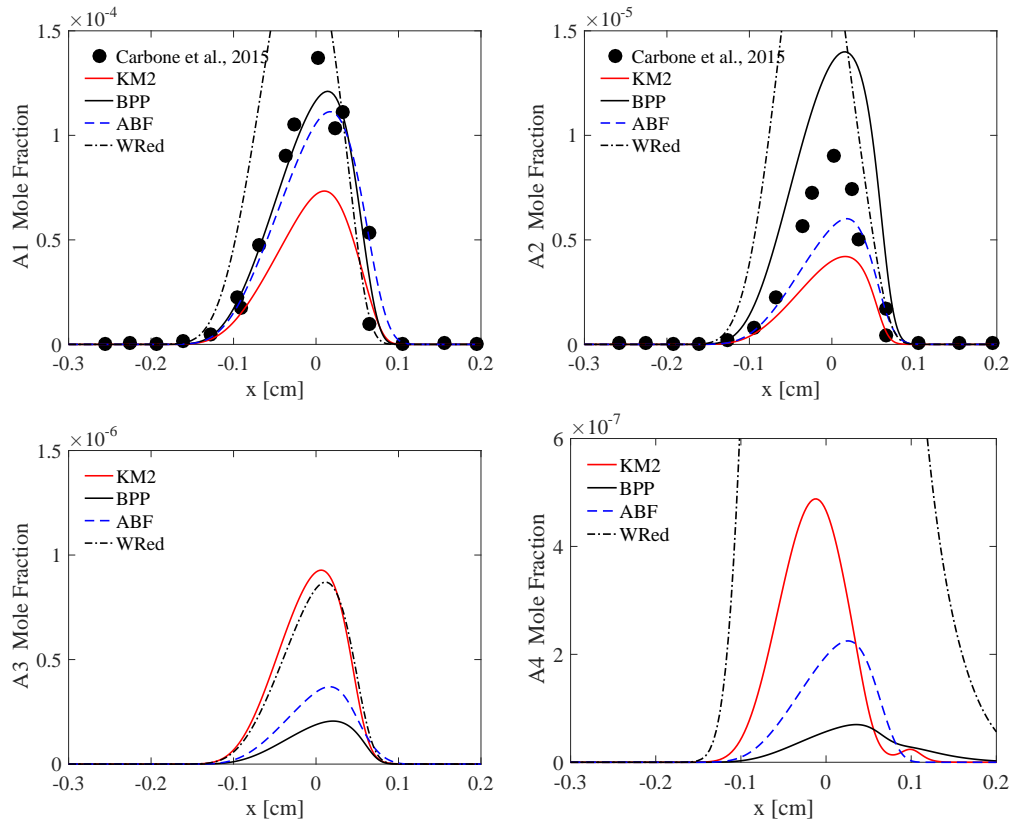 ×10-4
1.5
1
0.5
0
A1 Mole Fraction
Carbone et al., 2015
KM2
BPP
ABF
WRed
-0.3
-0.2
-0.1
0
0.1
0.2
x [cm]
×10-5
1.5
1
0.5
0
A2 Mole Fraction
Carbone et al., 2015
KM2
BPP
ABF
WRed
-0.3
-0.2
-0.1
0
0.1
0.2
x [cm]
×10-6
1.5
1
0.5
0
A3 Mole Fraction
KM2
BPP
ABF
WRed
-0.3
-0.2
-0.1
0
0.1
0.2
x [cm]
×10-7
6
4
2
0
A4 Mole Fraction
KM2
BPP
ABF
WRed
-0.3
-0.2
-0.1
0
0.1
0.2
x [cm]